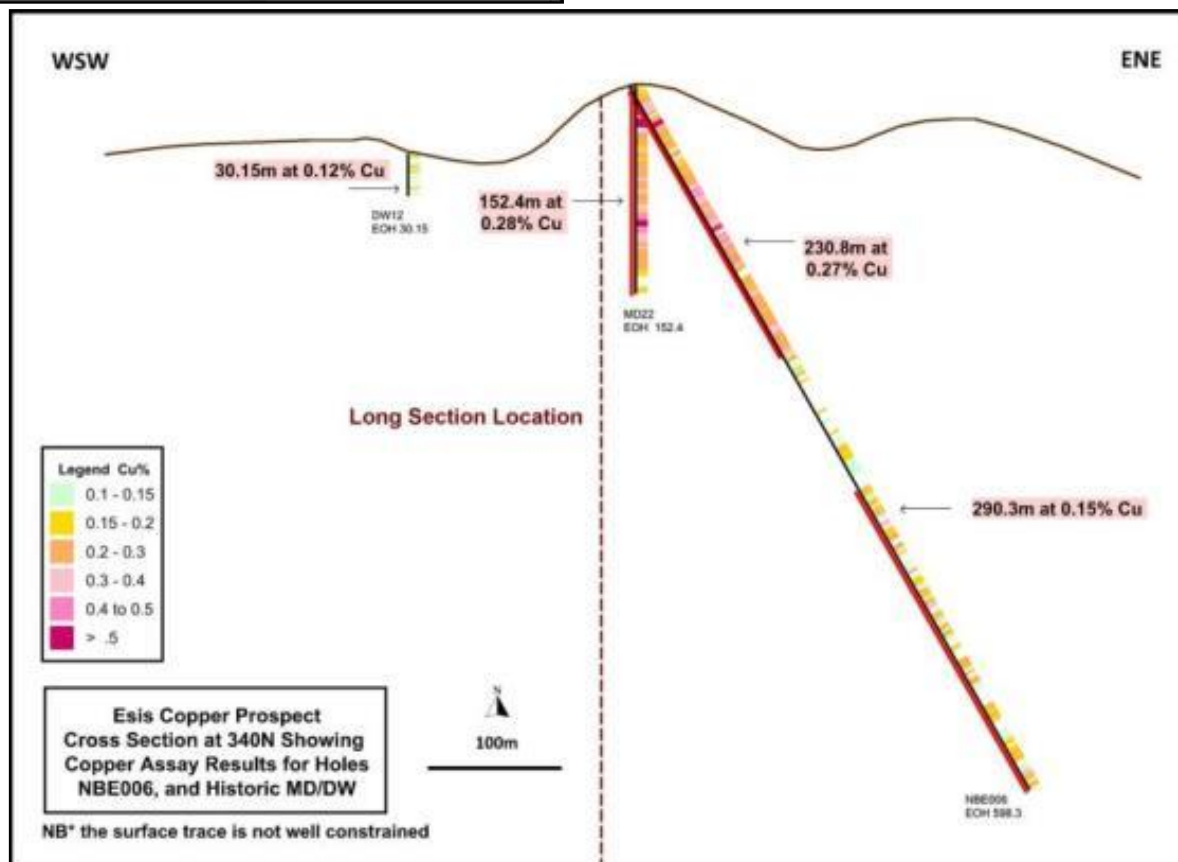 WSW
ENE
30.15m at 0.12% Cu
DW12
EOH 30.15
152.4m at
0.28% Cu
230.8m at
0.27% Cu
MD22
EOH 152.4
Long Section Location
Legend Cu%
0.1 - 0.15
0.15 - 0.2
0.2 - 0.3
0.3 - 0.4
0.4 to 0.5
> .5
290.3m at 0.15% Cu
Esis Copper Prospect
Cross Section at 340N Showing
Copper Assay Results for Holes
NBE006, and Historic MD/DW
N
100m
NBE006
EOH 598.3
NB* the surface trace is not well constrained